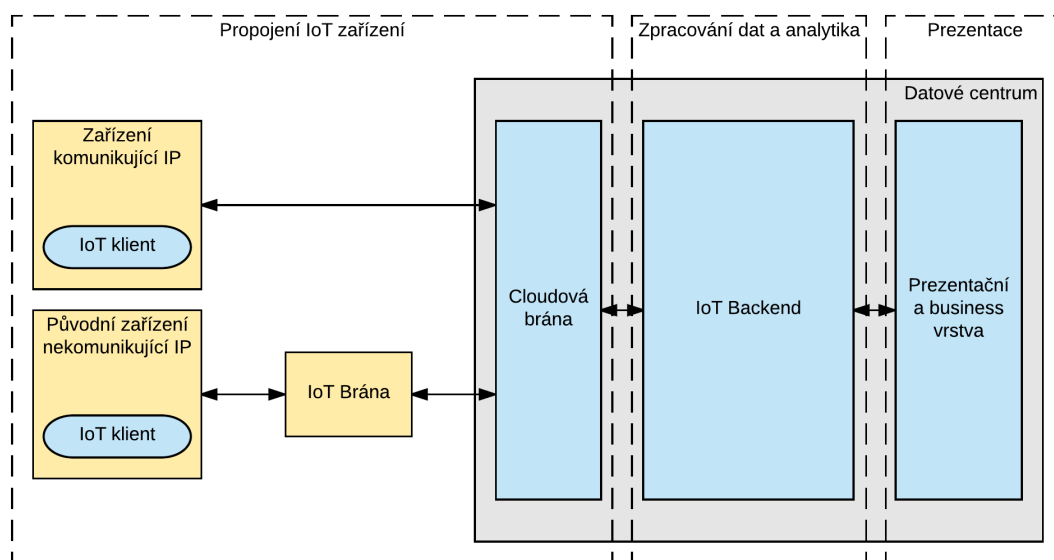 Propojení IoT zařízení
Zpracování dat a analytika
Prezentace
Datové centrum
Zařízení
komunikující IP
IoT klient
Původní zařízení
nekomunikující IP
IoT klient
IoT Brána
Cloudová
brána
IoT Backend
Prezentační
a business
vrstva